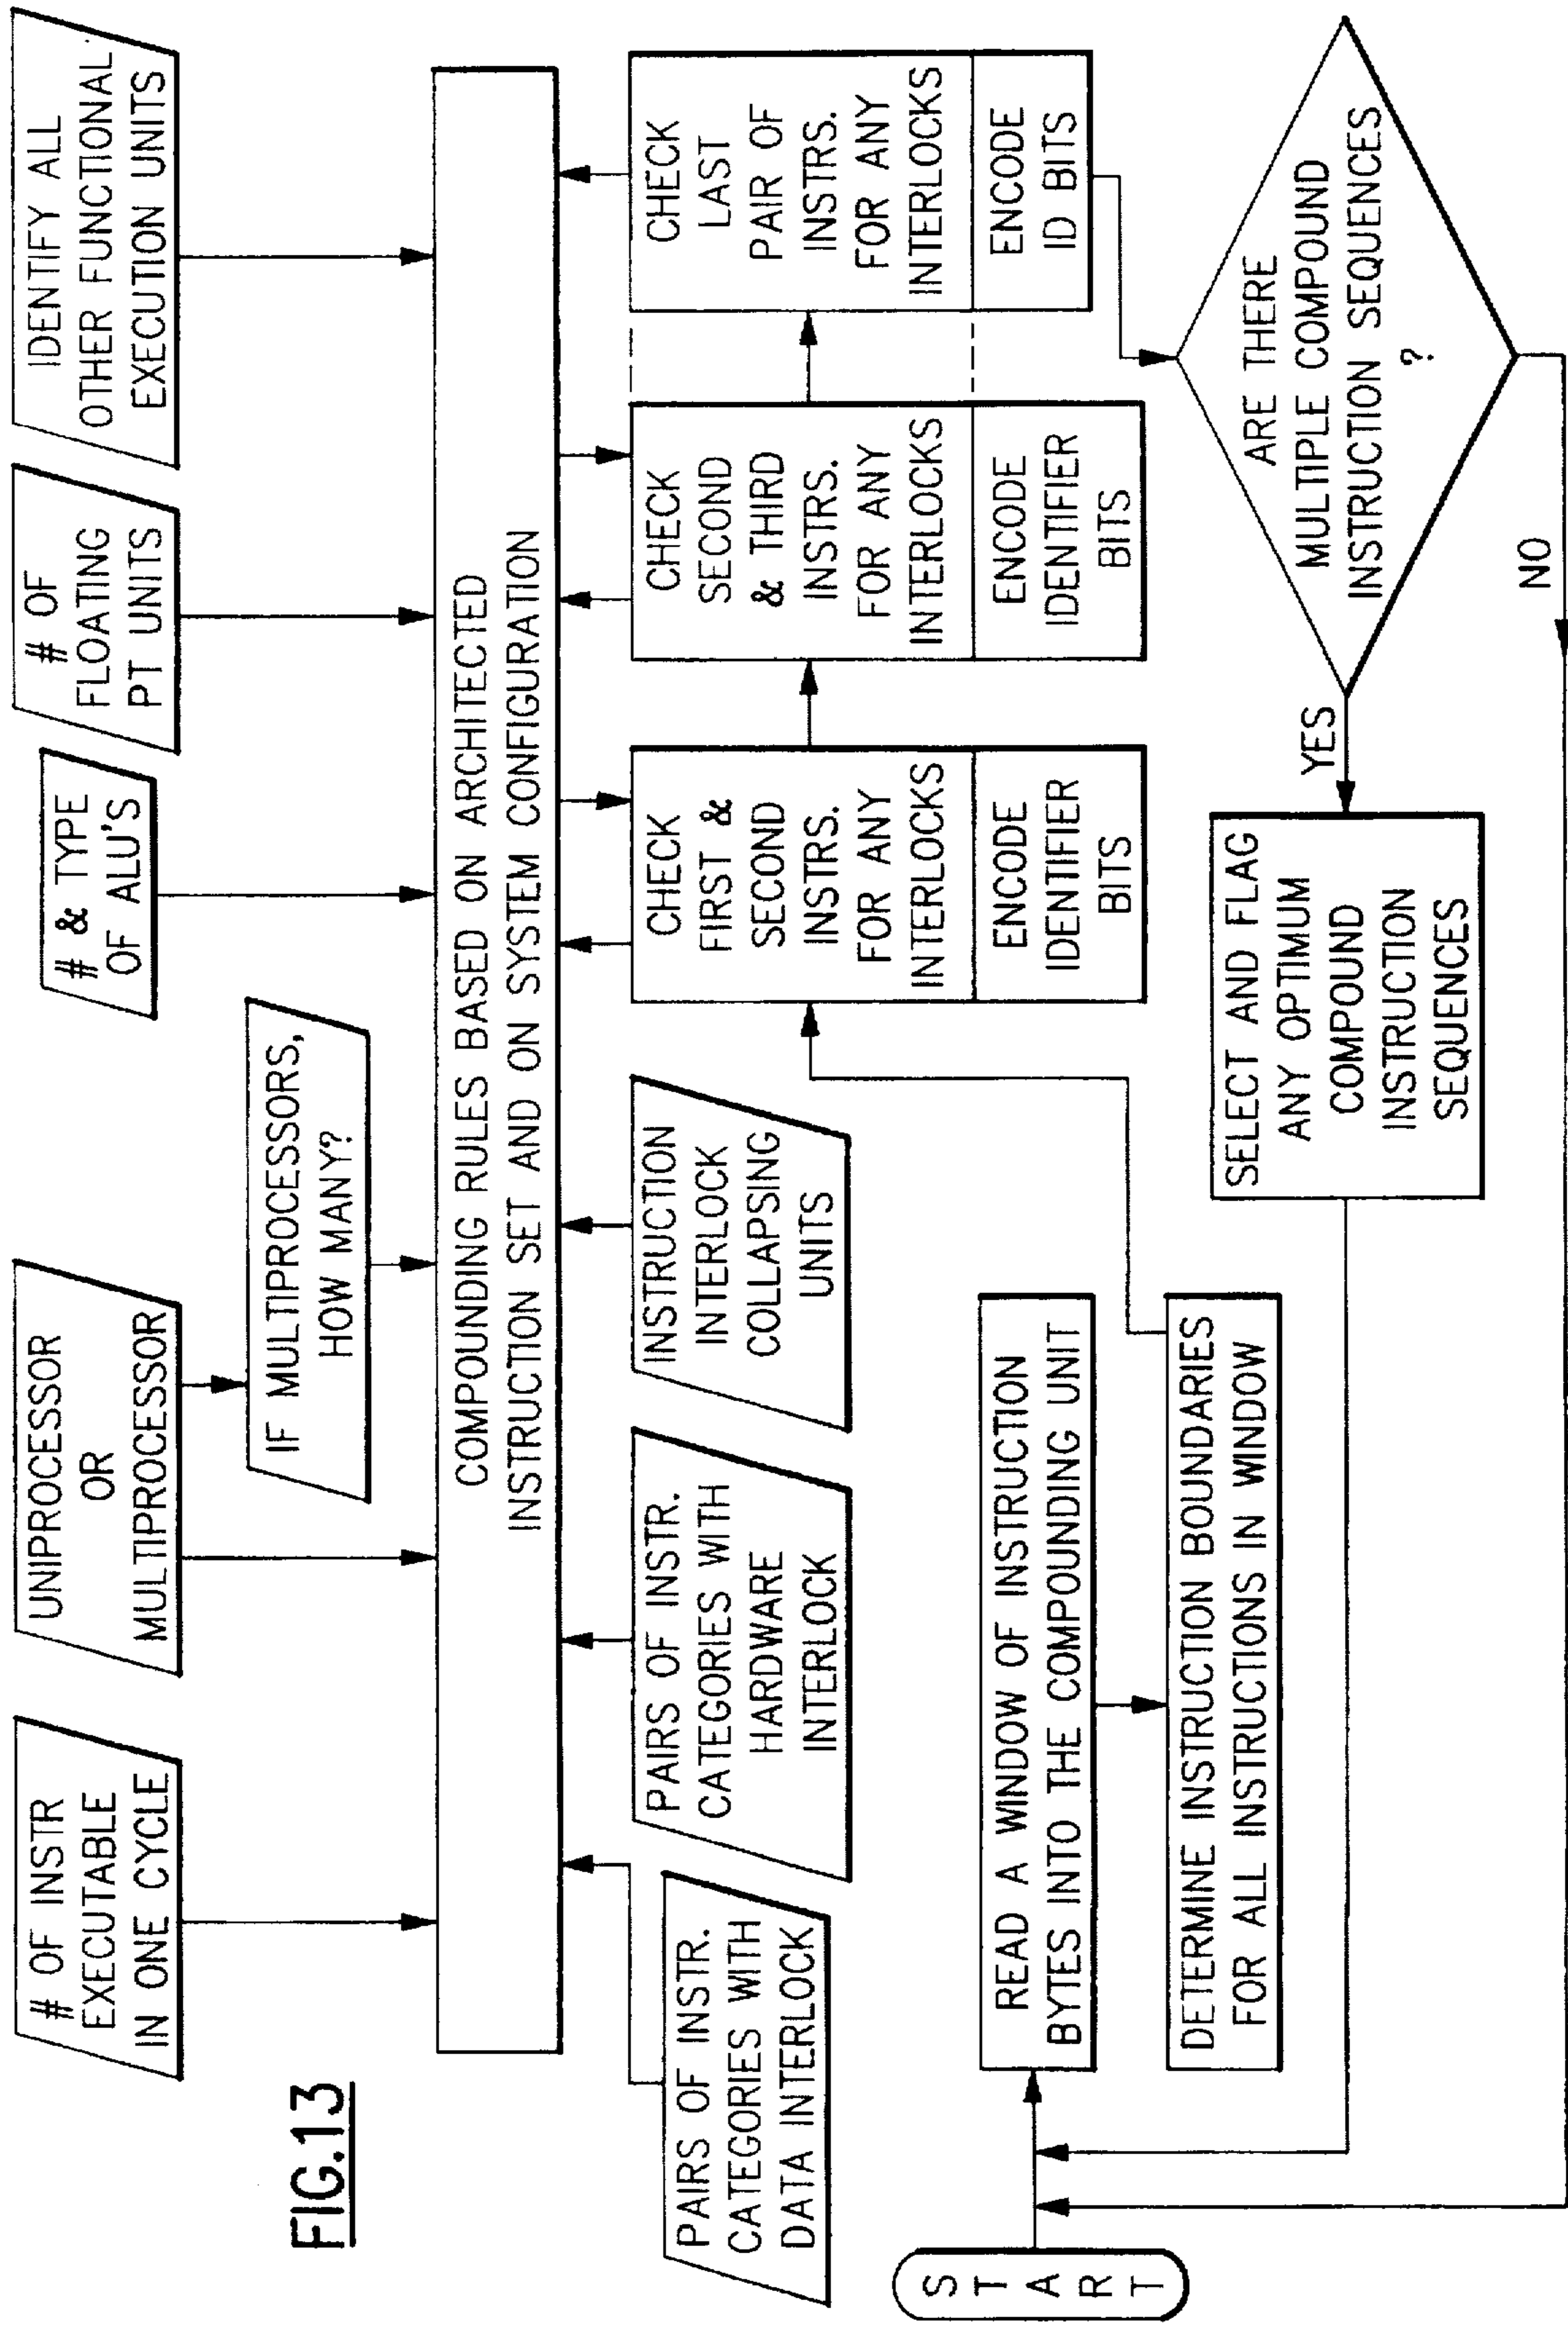 # OF INSTR
EXECUTABLE
IN ONE CYCLE
UNIPROCESSOR
OR
MULTIPROCESSOR
IF MULTIPROCESSORS,
HOW MANY?
# & TYPE
OF ALU'S
# OF
FLOATING
PT UNITS
IDENTIFY ALL
OTHER FUNCTIONAL
EXECUTION UNITS
FIG.13
COMPOUNDING RULES BASED ON ARCHITECTED
INSTRUCTION SET AND ON SYSTEM CONFIGURATION
PAIRS OF INSTR.
CATEGORIES WITH
DATA INTERLOCK
PAIRS OF INSTR.
CATEGORIES WITH
HARDWARE
INTERLOCK
INSTRUCTION
INTERLOCK
COLLAPSING
UNITS
CHECK
FIRST &
SECOND
INSTRS.
FOR ANY
INTERLOCKS
ENCODE
IDENTIFIER
BITS
CHECK
SECOND
& THIRD
INSTRS.
FOR ANY
INTERLOCKS
ENCODE
IDENTIFIER
BITS
CHECK
LAST
PAIR OF
INSTRS.
FOR ANY
INTERLOCKS
ENCODE
ID BITS
START
READ A WINDOW OF INSTRUCTION
BYTES INTO THE COMPOUNDING UNIT
DETERMINE INSTRUCTION BOUNDARIES
FOR ALL INSTRUCTIONS IN WINDOW
SELECT AND FLAG
ANY OPTIMUM
COMPOUND
INSTRUCTION
SEQUENCES
YES
ARE THERE
MULTIPLE COMPOUND
INSTRUCTION SEQUENCES
?
NO